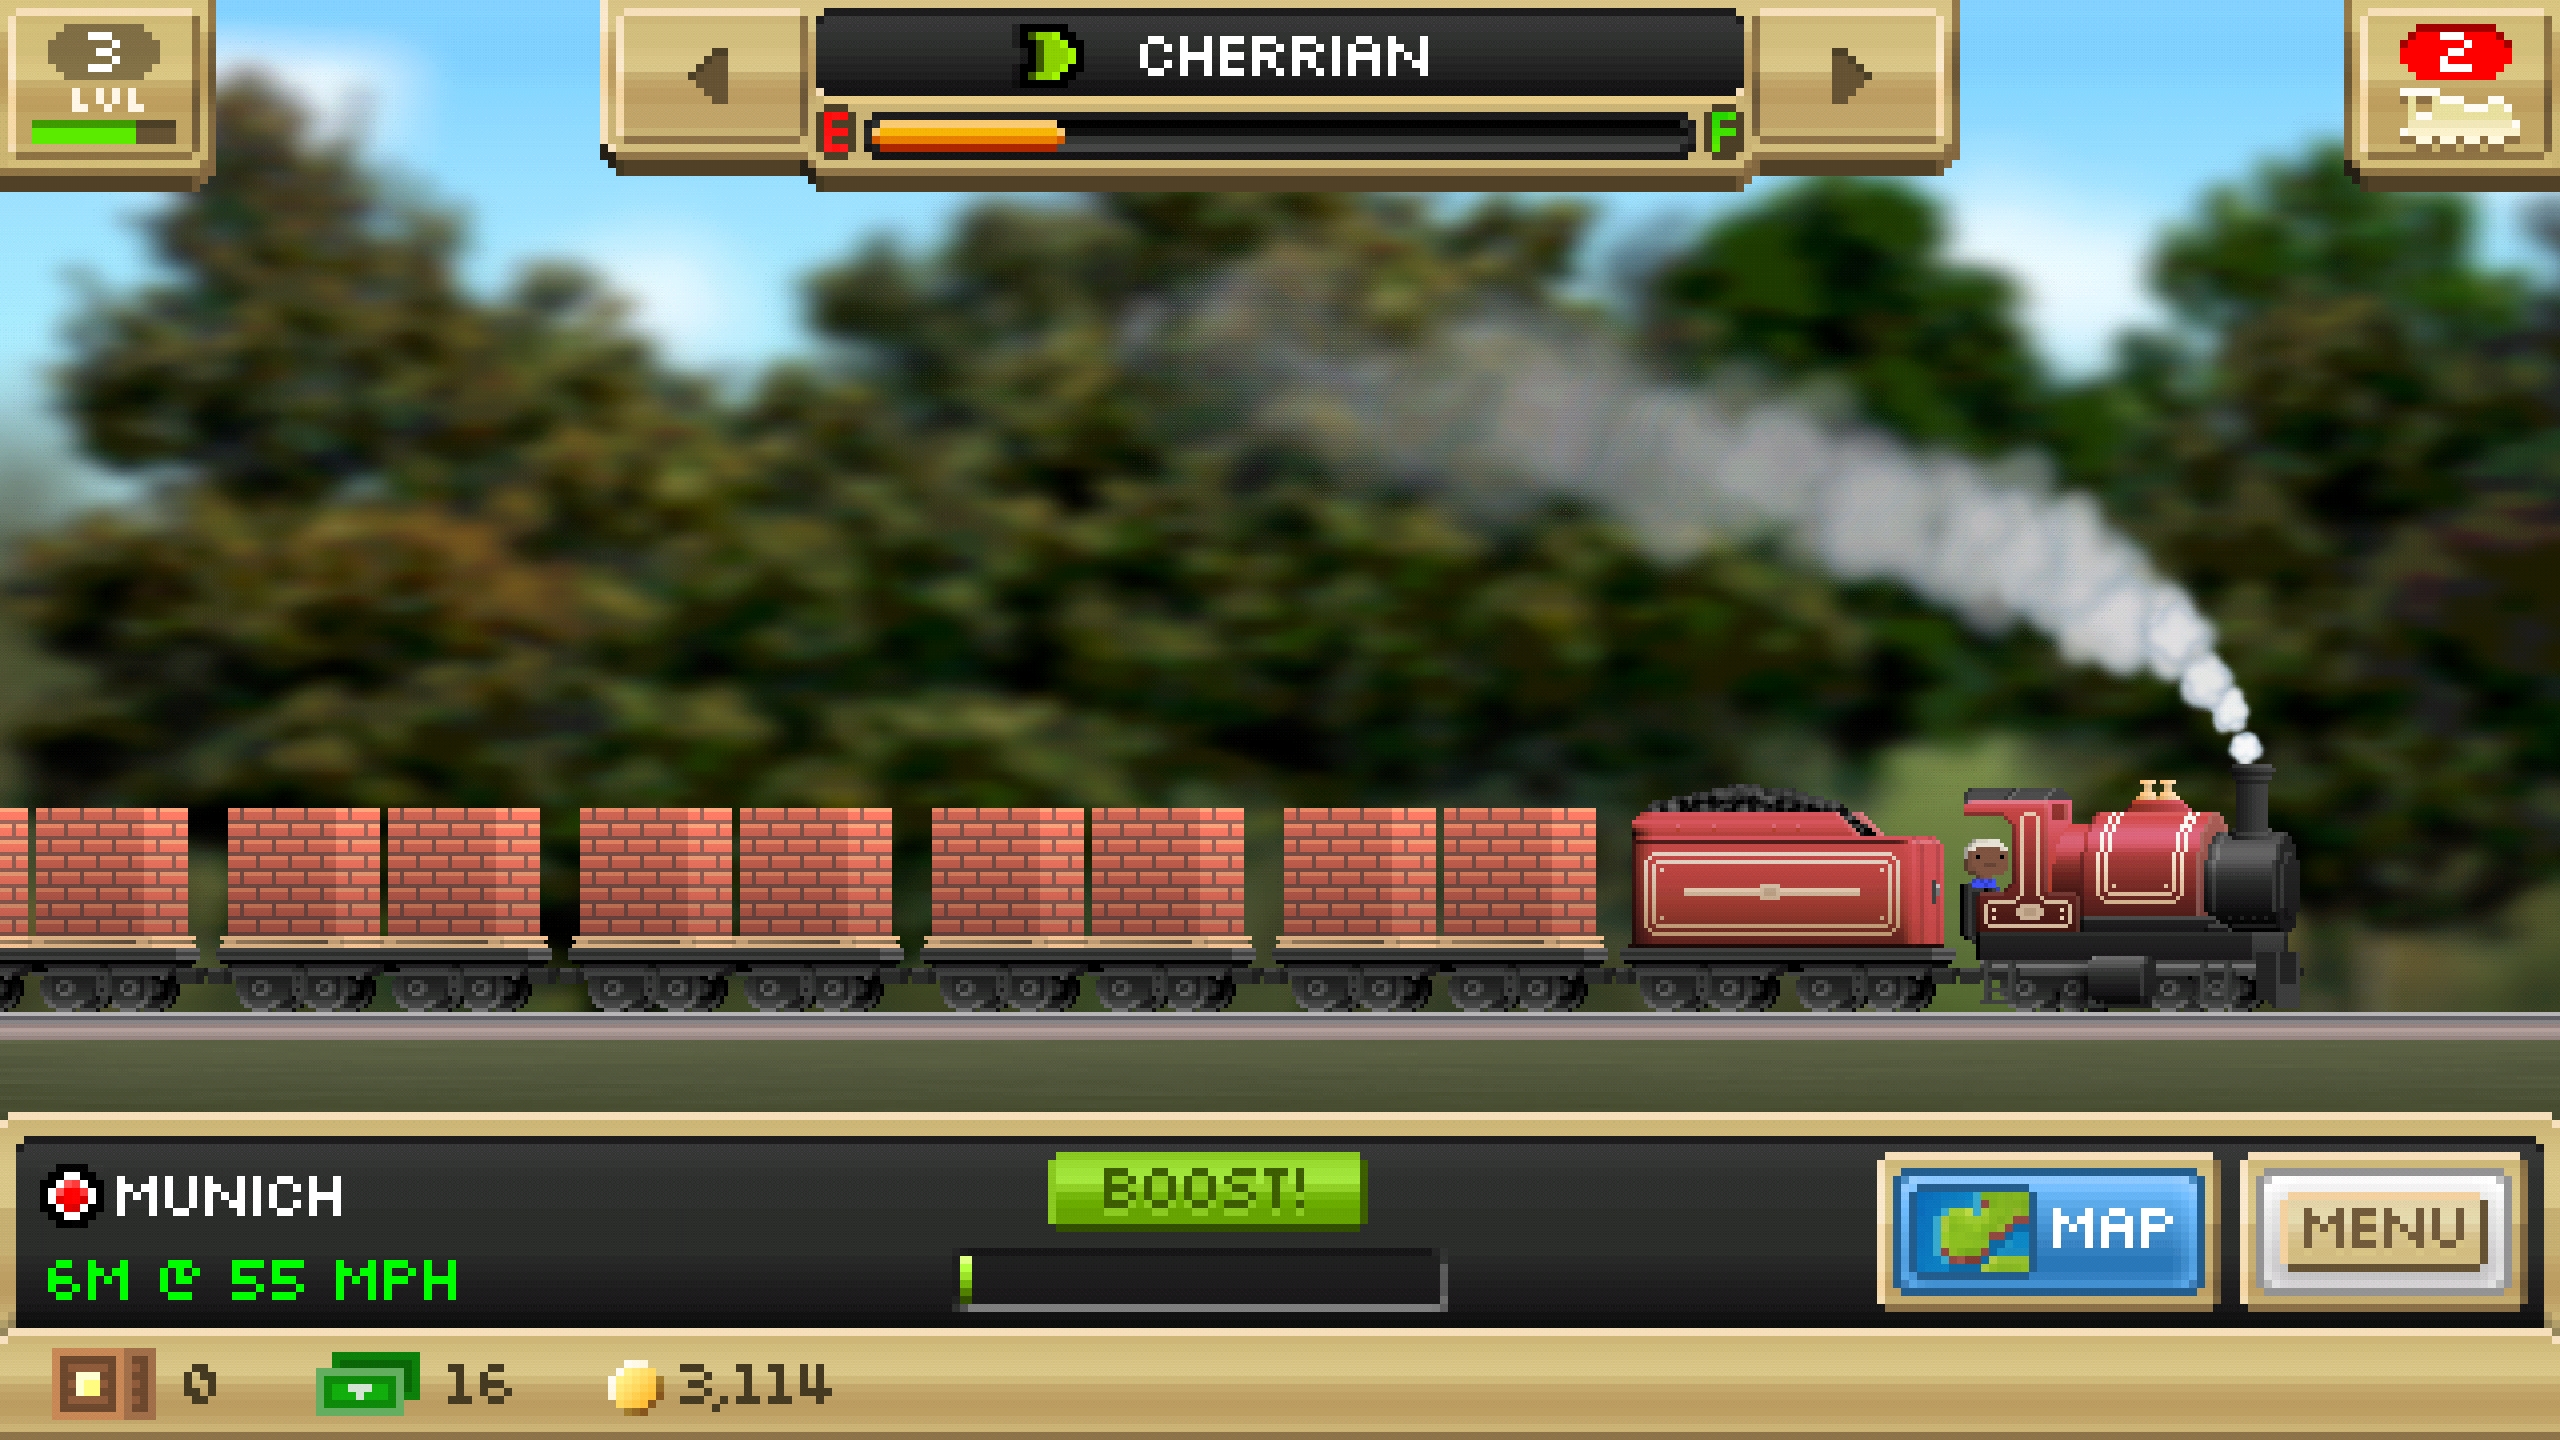 3
LVL
CHERRIAN
E
F
2
MUNICH
BOOST!
6M @ 55 MPH
MAP
MENU
0
16
3,114